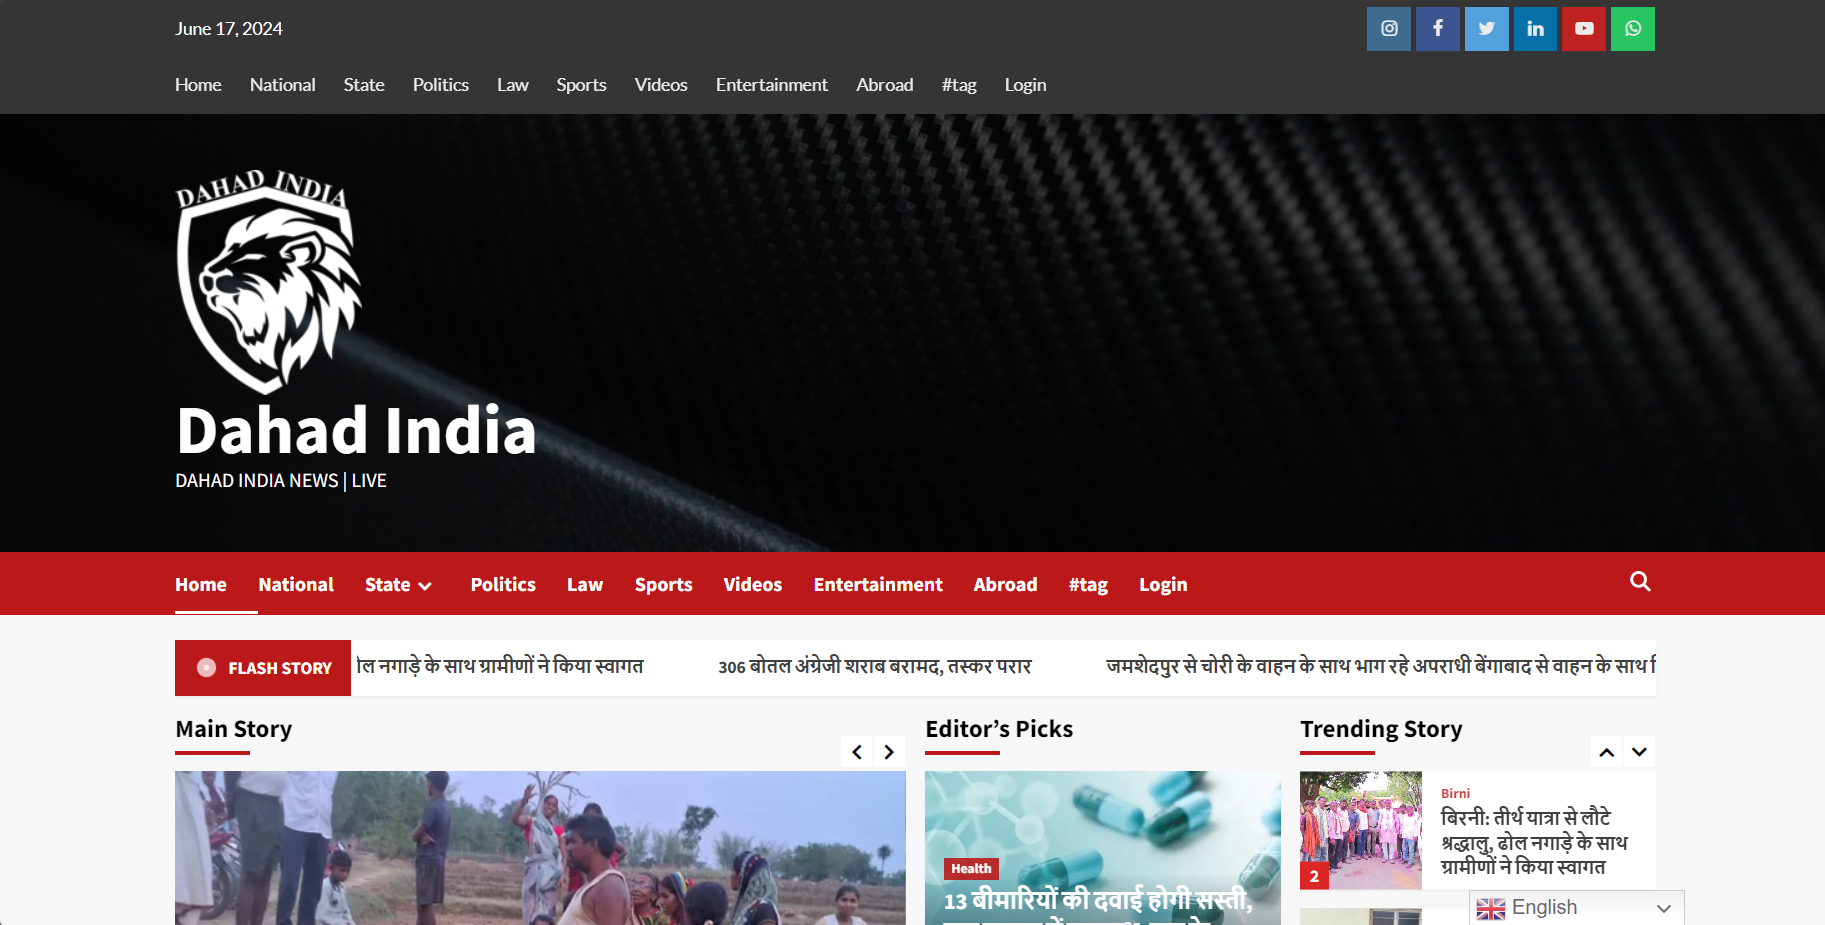 June 17, 2024
Home National State Politics Law Sports Videos Entertainment Abroad #tag Login
DAHAD INDIA
Dahad India
DAHAD INDIA NEWS | LIVE
Home National State Politics Law Sports Videos Entertainment Abroad #tag Login
FLASH STORY नगाड़े के साथ ग्रामीणों ने किया स्वागत 306 बोतल अंग्रेजी शराब बरामद, तस्कर परार जमशेदपुर से चोरी के वाहन के साथ भाग रहे अपराधी बेंगाबाद से वाहन के साथ
Main Story
Editor's Picks
Health
13 बीमारियों की दवाई होगी सस्ती,
Trending Story
Birni
बिरनी: तीर्थ यात्रा से लौटे
श्रद्धालु, ढोल नगाड़े के साथ
ग्रामीणों ने किया स्वागत
2
English